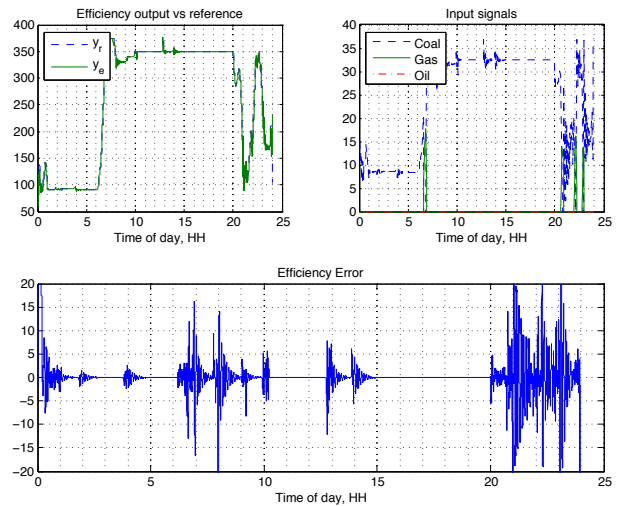 Efficiency output vs reference
400
350
300
250
200
150
100
50
0 5 10 15 20 25
Time of day, HH
y_r
y_e
Input signals
40
35
30
25
20
15
10
5
0
0 5 10 15 20 25
Time of day, HH
Coal
Gas
Oil
Efficiency Error
20
15
10
5
0
−5
−10
−15
−20
0 5 10 15 20 25
Time of day, HH